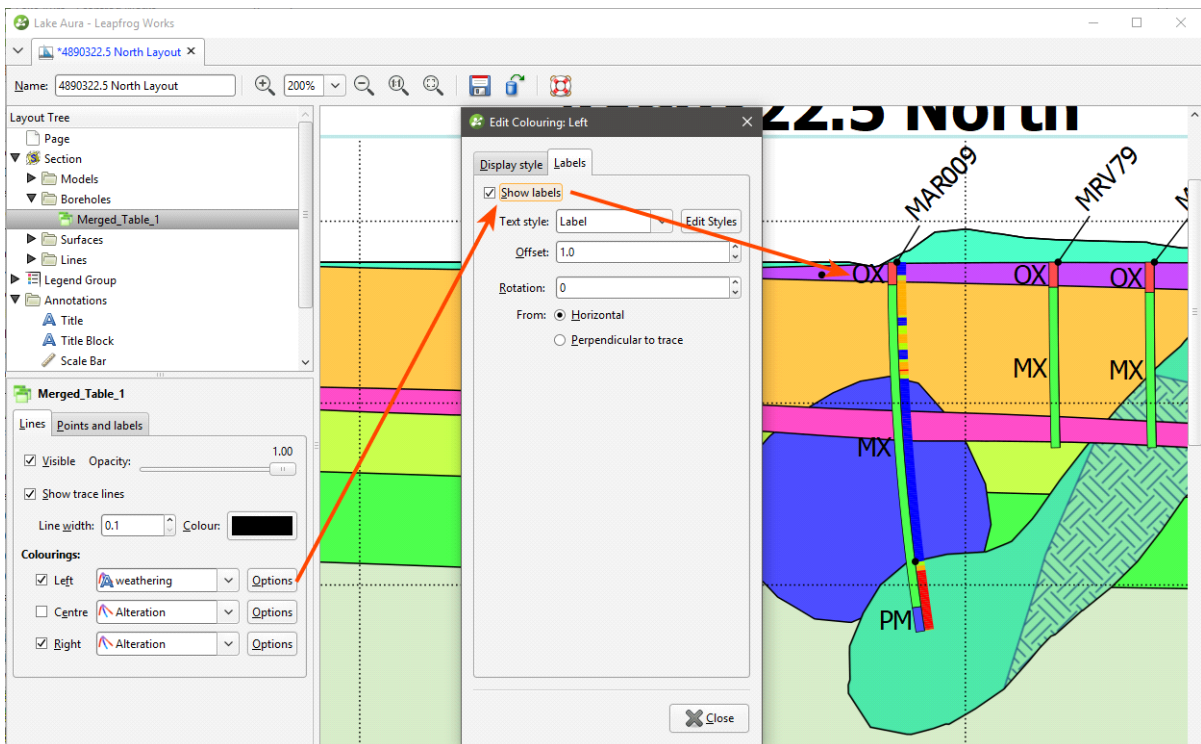 Lake Aura - Leapfrog Works
*4890322.5 North Layout
Name: 4890322.5 North Layout
200%
Layout Tree
Page
Section
Models
Boreholes
Merged_Table_1
Surfaces
Lines
Legend Group
Annotations
Title
Title Block
Scale Bar
Merged_Table_1
Lines Points and labels
Visible Opacity: 1.00
Show trace lines
Line width: 0.1 Colour:
Colourings:
Left weathering Options
Centre Alteration Options
Right Alteration Options
Edit Colouring: Left
Display style Labels
Show labels
Text style: Label Edit Styles
Offset: 1.0
Rotation: 0
From: Horizontal
Perpendicular to trace
Close
22.5 North
MAR009
MRV79
OX OX OX
MX MX
MX
PM